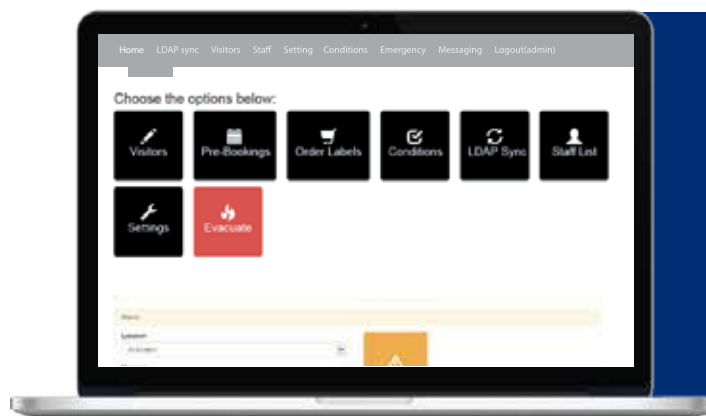 Home LDAP sync Visitors Staff Setting Conditions Emergency Messaging Logout(admin)
Choose the options below:
Visitors Pre-Bookings Order Labels Conditions LDAP Sync Staff List
Settings Evacuate
Location